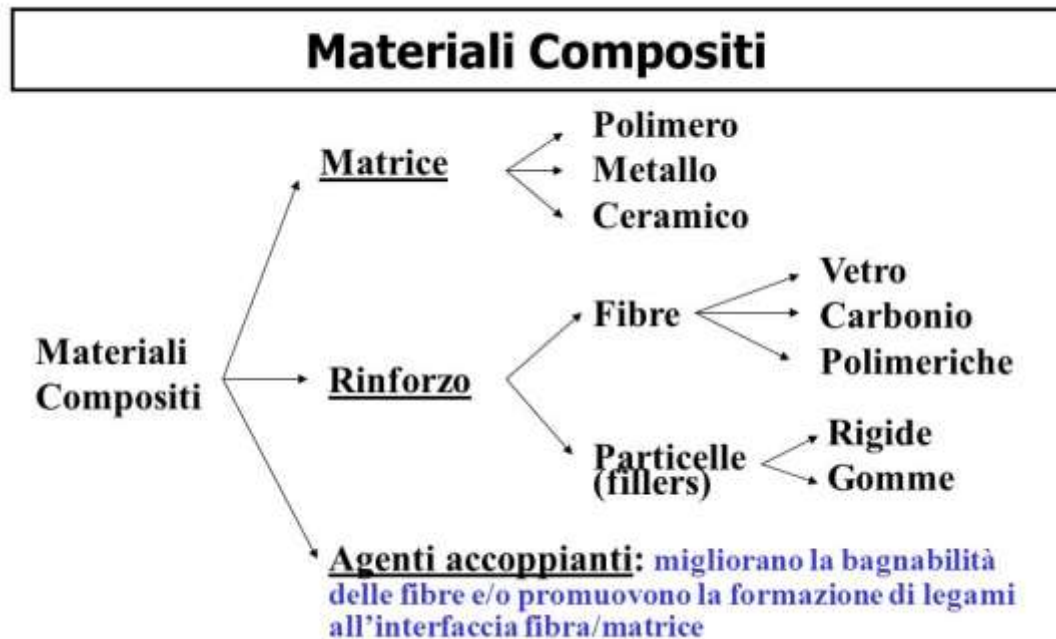 Materiali Compositi
Matrice
Polimero
Metallo
Ceramico
Materiali
Compositi
Rinforzo
Fibre
Vetro
Carbonio
Polimeriche
Particelle
(fillers)
Rigide
Gomme
Agenti accoppianti: migliorano la bagnabilità
delle fibre e/o promuovono la formazione di legami
all'interfaccia fibra/matrice